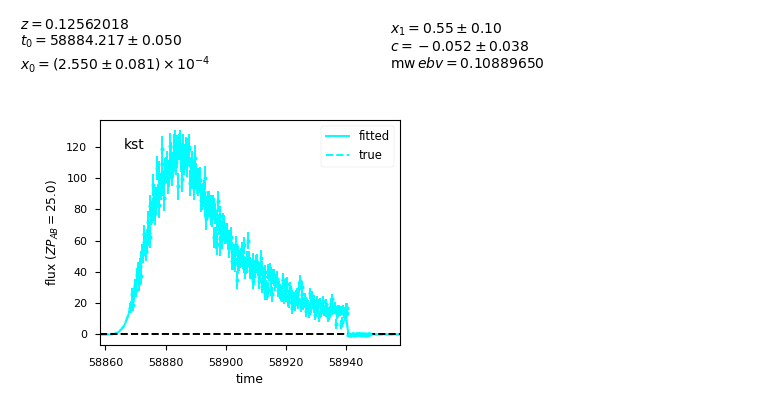 z = 0.12562018
t₀ = 58884.217 ± 0.050
x₀ = (2.550 ± 0.081) × 10⁻⁴
x₁ = 0.55 ± 0.10
c = −0.052 ± 0.038
mw ebv = 0.10889650
kst
fitted
true
flux (ZP_AB = 25.0)
120
100
80
60
40
20
0
58860 58880 58900 58920 58940
time